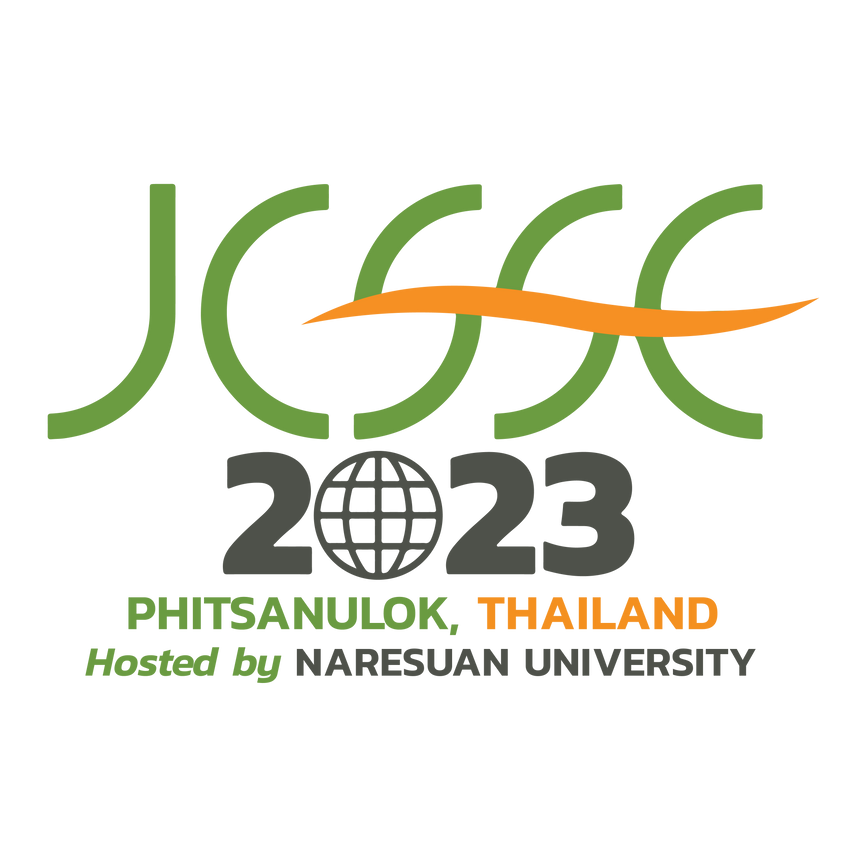 JCSSE
2023
PHITSANULOK, THAILAND
Hosted by NARESUAN UNIVERSITY